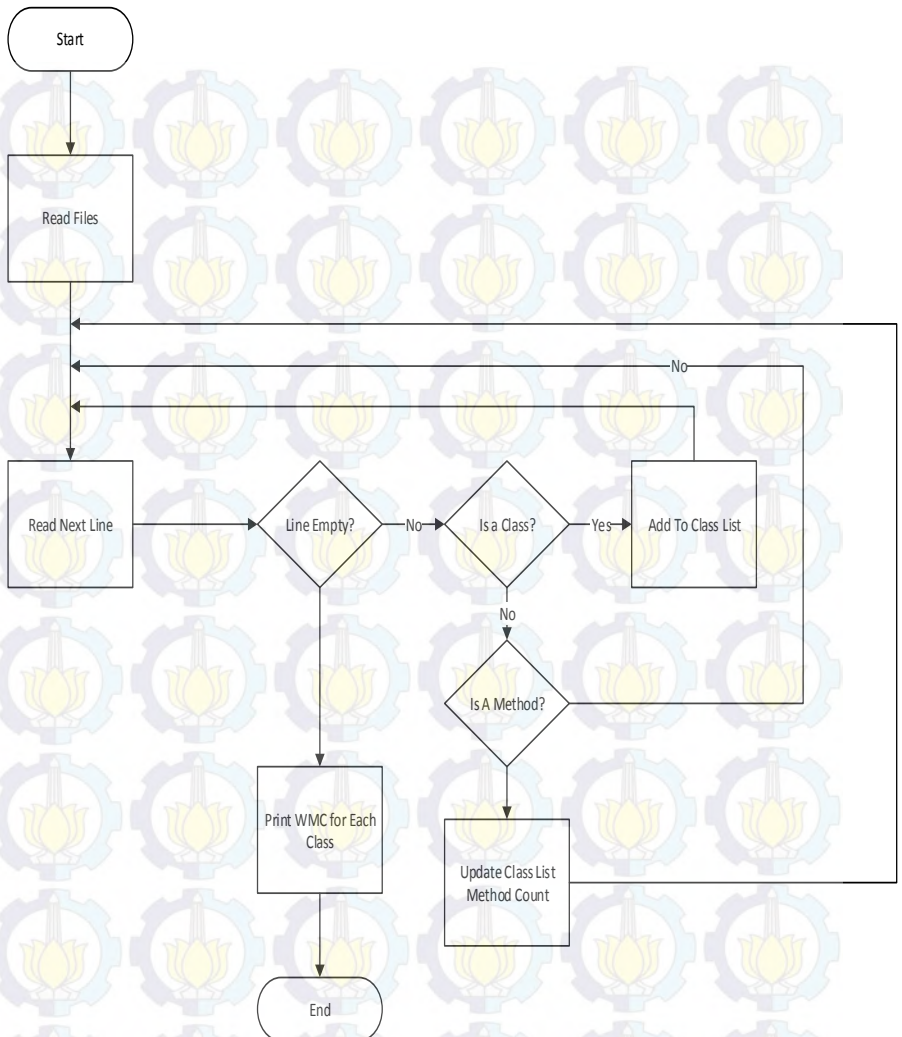 Start
Read Files
No
Read Next Line
Line Empty?
No
Is a Class?
Yes
Add To Class List
No
Is A Method?
Print WMC for Each
Class
Update Class List
Method Count
End